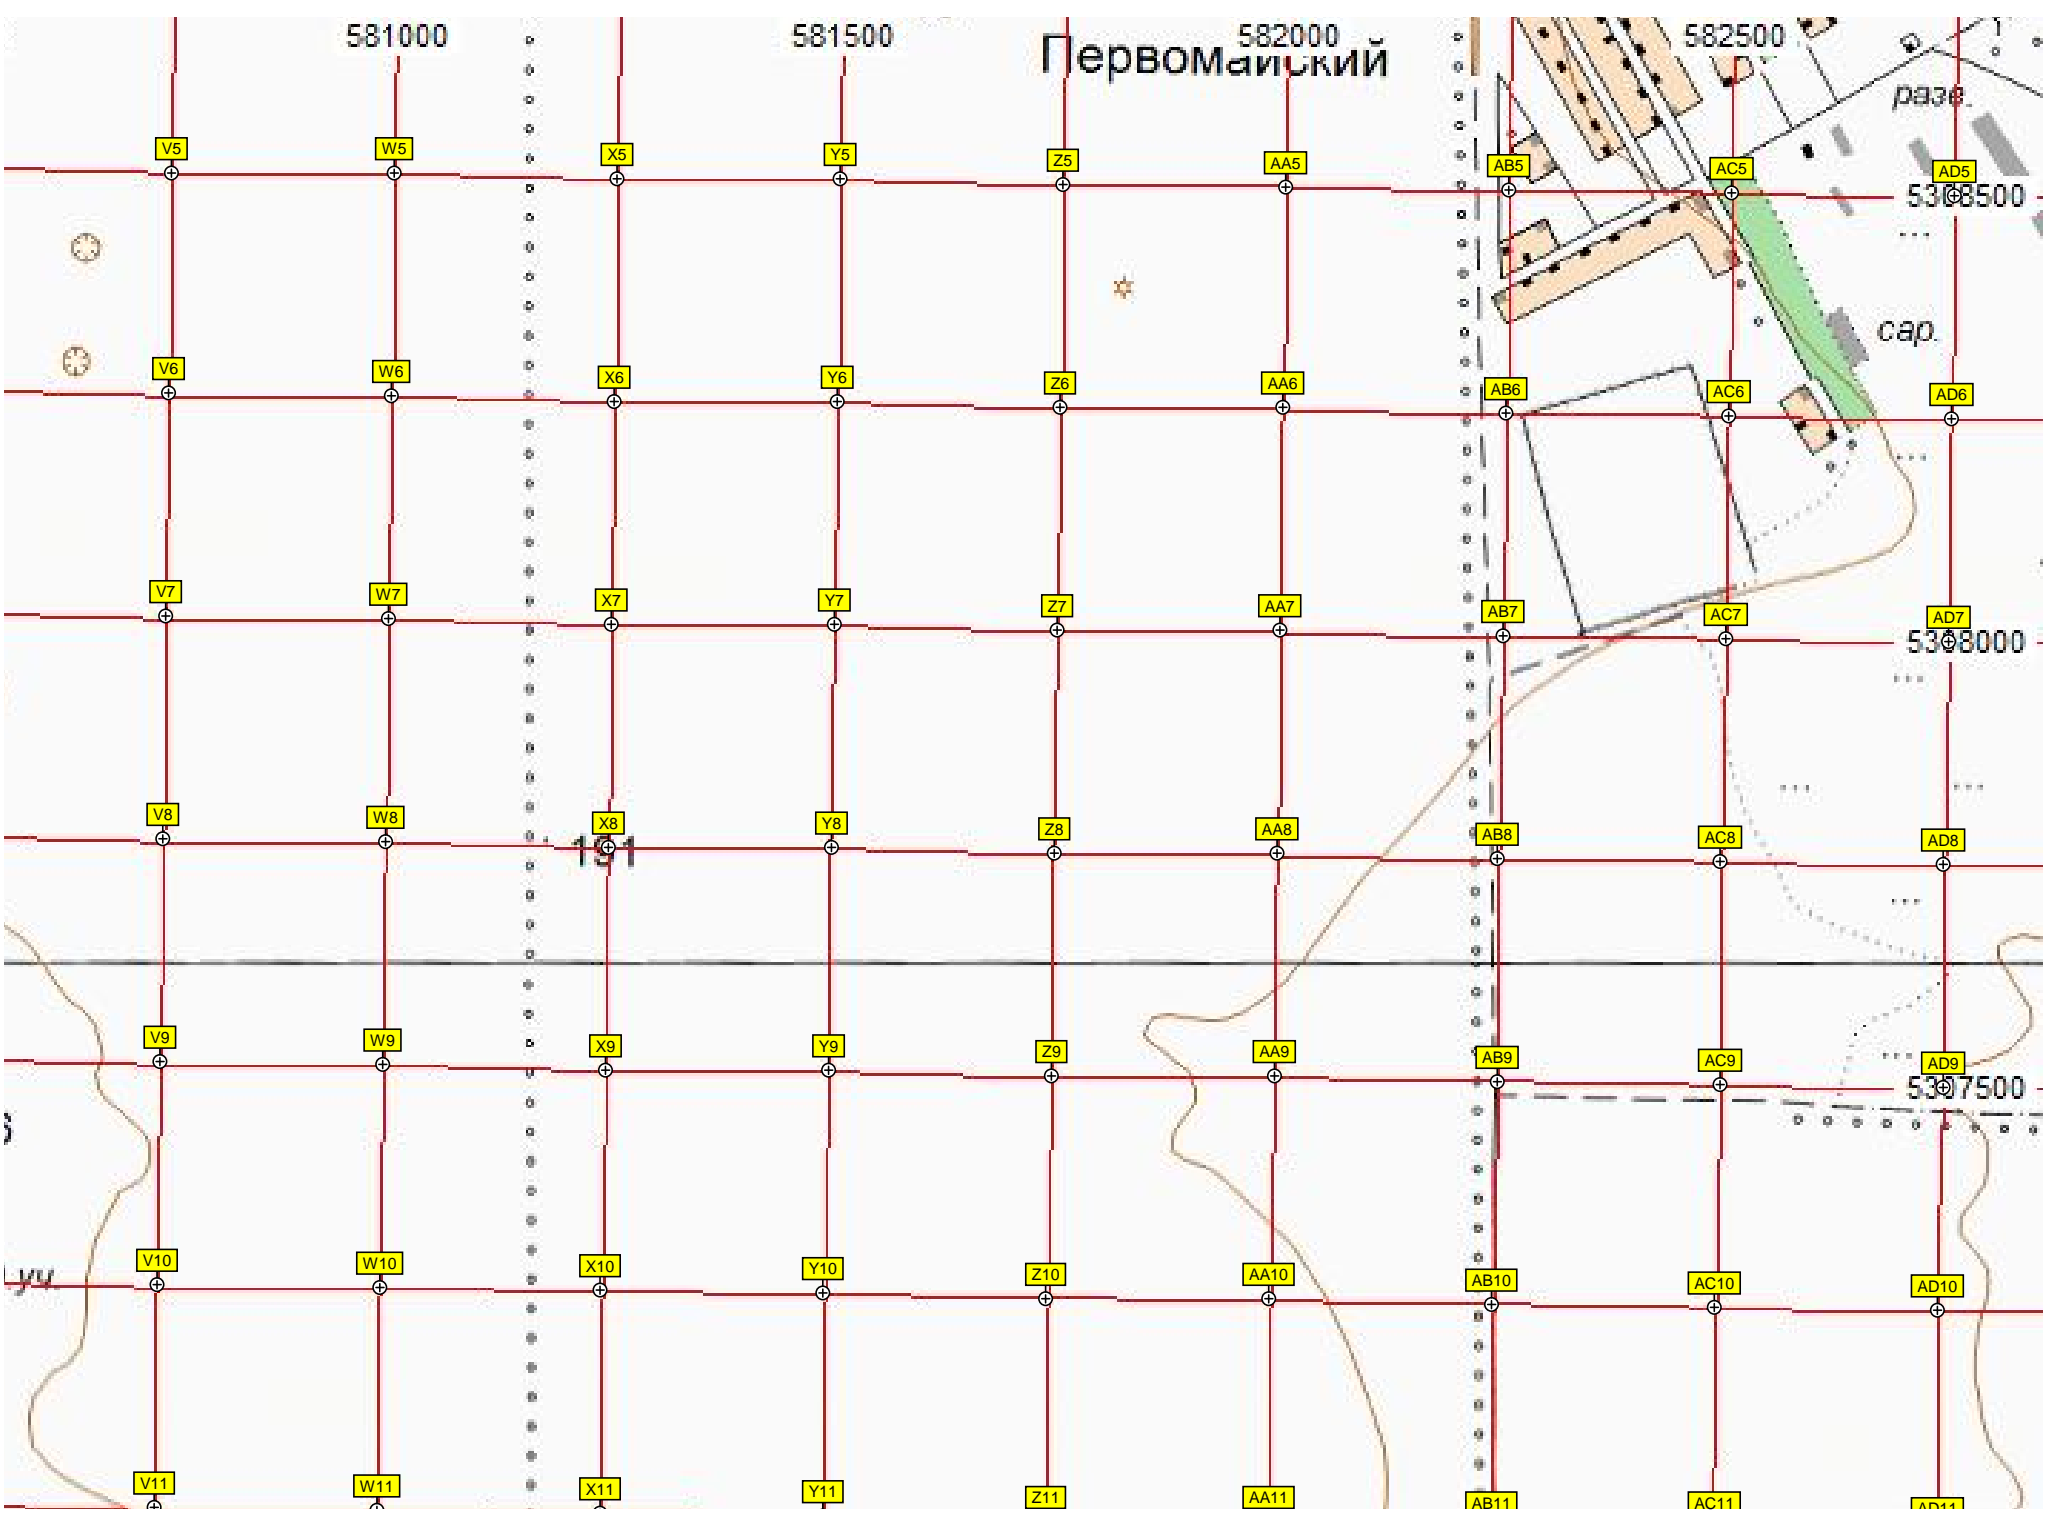 581000 581500 582000 582500
Первомайский
разв.
V5 W5 X5 Y5 Z5 AA5 AB5 AC5 AD5
5308500
сар.
V6 W6 X6 Y6 Z6 AA6 AB6 AC6 AD6
V7 W7 X7 Y7 Z7 AA7 AB7 AC7 AD7
5308000
V8 W8 X8 Y8 Z8 AA8 AB8 AC8 AD8
191
V9 W9 X9 Y9 Z9 AA9 AB9 AC9 AD9
5307500
уч.
V10 W10 X10 Y10 Z10 AA10 AB10 AC10 AD10
V11 W11 X11 Y11 Z11 AA11 AB11 AC11 AD11